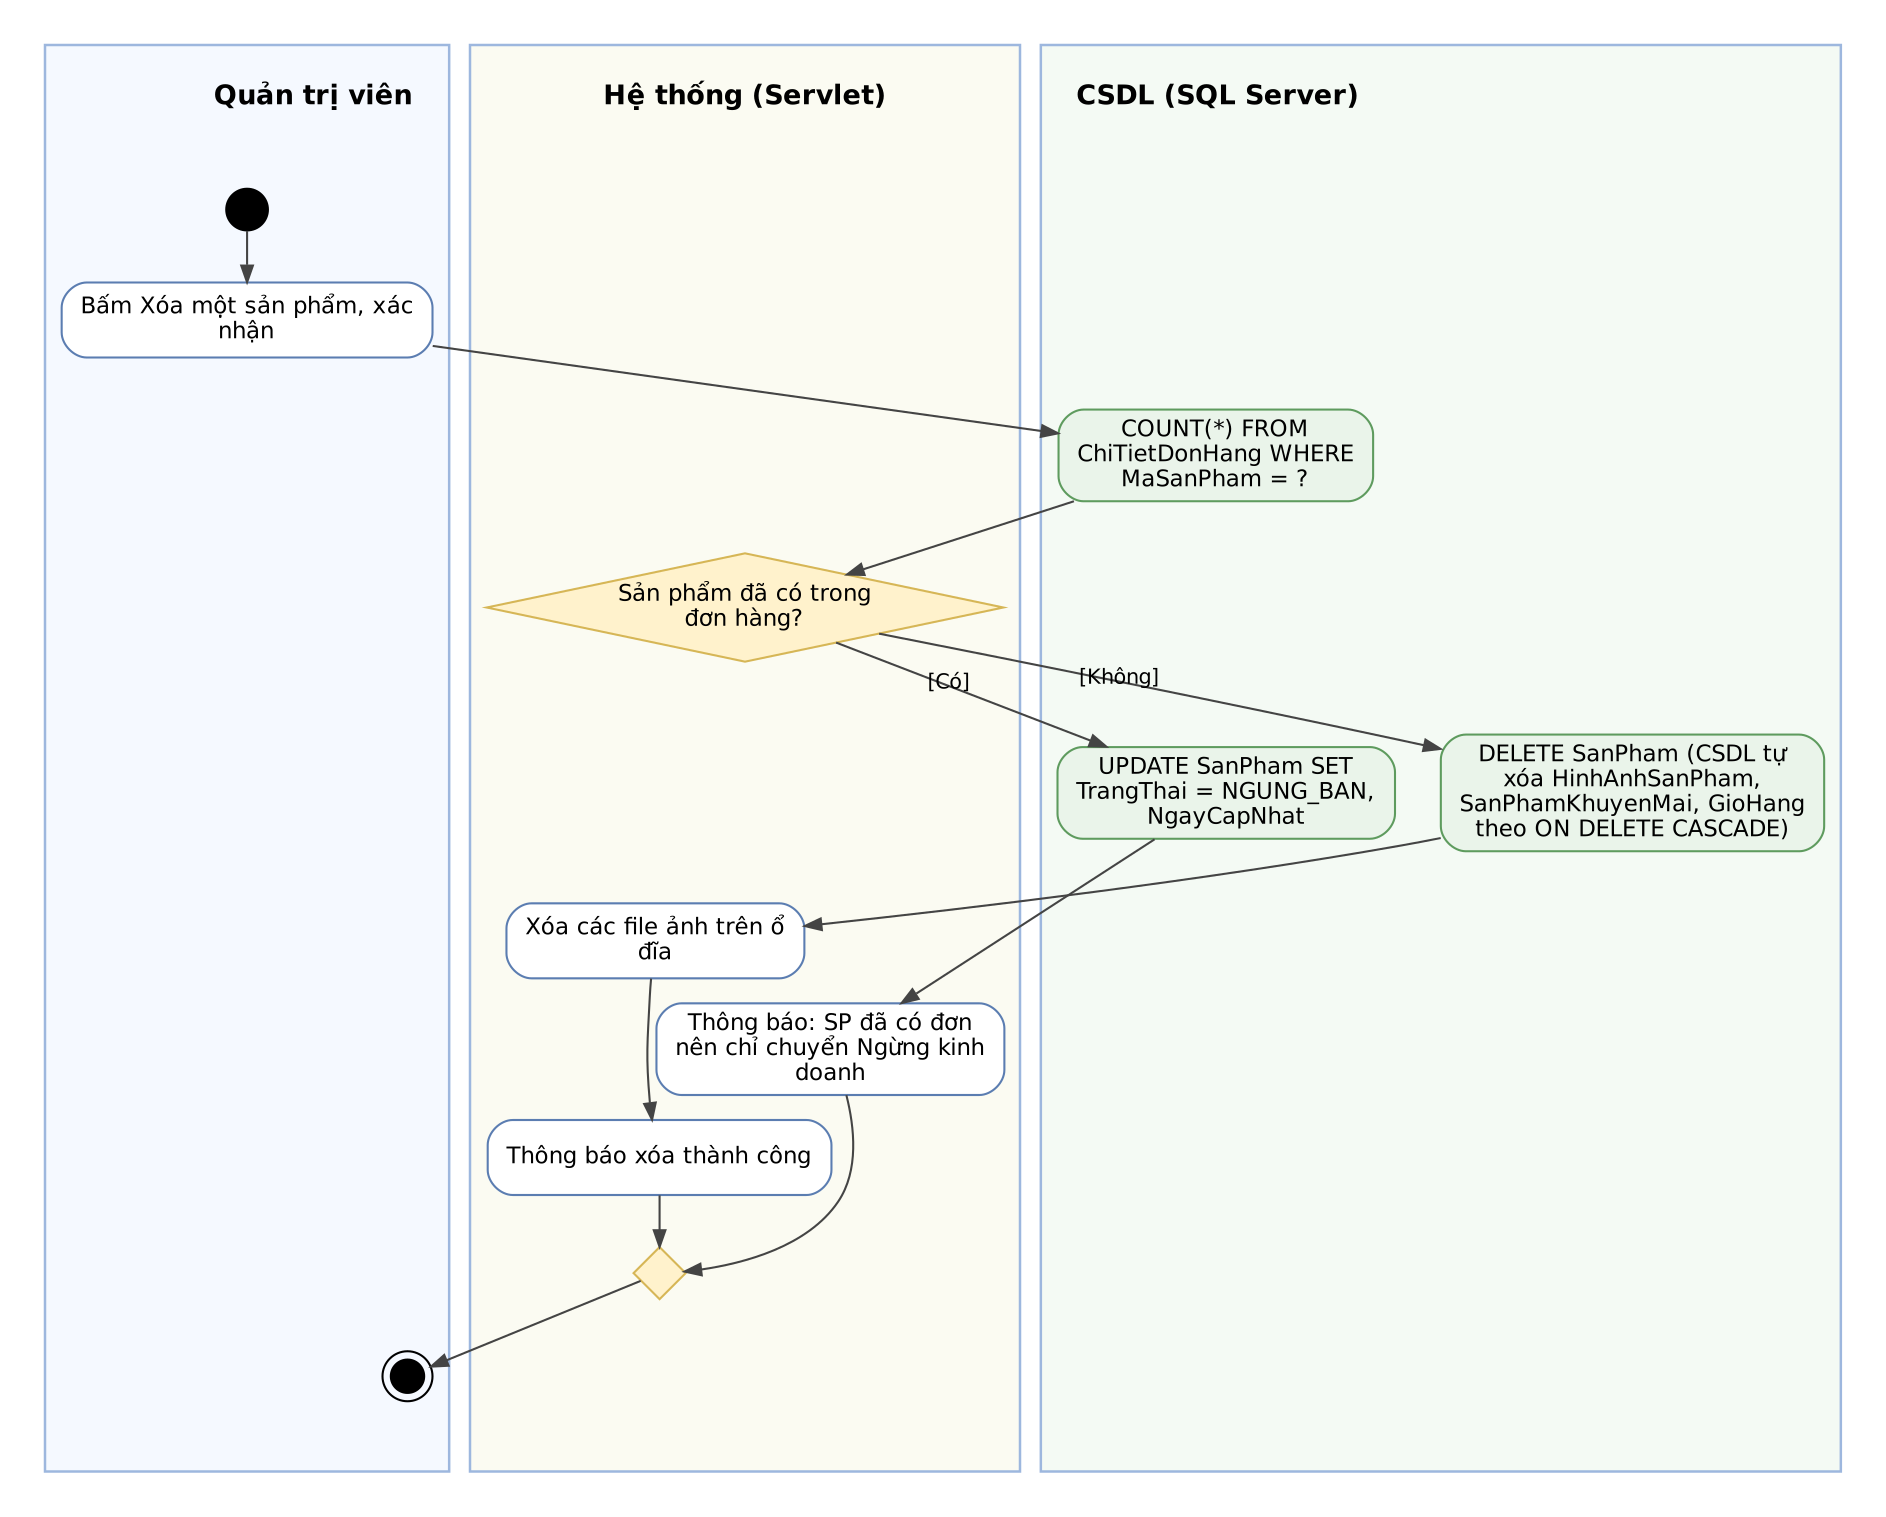 Quản trị viên
Hệ thống (Servlet)
CSDL (SQL Server)
Bấm Xóa một sản phẩm, xác
nhận
COUNT(*) FROM
ChiTietDonHang WHERE
MaSanPham = ?
Sản phẩm đã có trong
đơn hàng?
[Có]
[Không]
UPDATE SanPham SET
TrangThai = NGUNG_BAN,
NgayCapNhat
DELETE SanPham (CSDL tự
xóa HinhAnhSanPham,
SanPhamKhuyenMai, GioHang
theo ON DELETE CASCADE)
Xóa các file ảnh trên ổ
đĩa
Thông báo: SP đã có đơn
nên chỉ chuyển Ngừng kinh
doanh
Thông báo xóa thành công